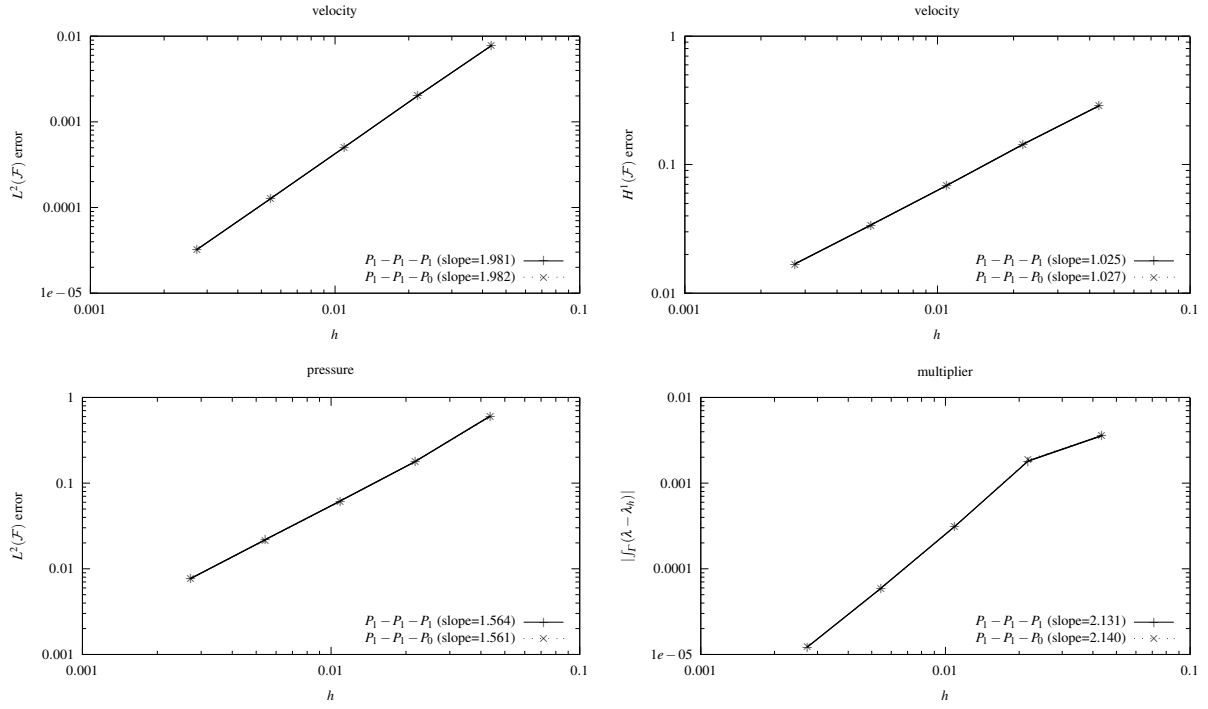 velocity
0.01
0.001
0.0001
1e−05
0.001
0.01
0.1
L²(ℱ) error
h
P₁ − P₁ − P₁ (slope=1.981)
P₁ − P₁ − P₀ (slope=1.982)
velocity
1
0.1
0.01
0.001
0.01
0.1
H¹(ℱ) error
h
P₁ − P₁ − P₁ (slope=1.025)
P₁ − P₁ − P₀ (slope=1.027)
pressure
1
0.1
0.01
0.001
0.001
0.01
0.1
L²(ℱ) error
h
P₁ − P₁ − P₁ (slope=1.564)
P₁ − P₁ − P₀ (slope=1.561)
multiplier
0.01
0.001
0.0001
1e−05
0.001
0.01
0.1
|∫_Γ(λ − λₕ)|
h
P₁ − P₁ − P₁ (slope=2.131)
P₁ − P₁ − P₀ (slope=2.140)